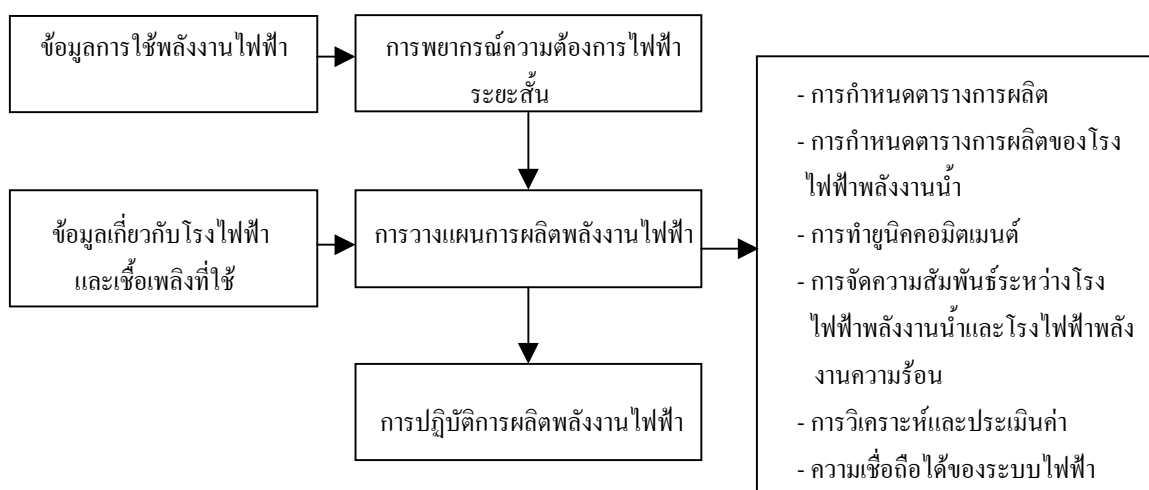 ข้อมูลการใช้พลังงานไฟฟ้า
การพยากรณ์ความต้องการไฟฟ้า
ระยะสั้น
ข้อมูลเกี่ยวกับโรงไฟฟ้า
และเชื้อเพลิงที่ใช้
การวางแผนการผลิตพลังงานไฟฟ้า
การปฏิบัติการผลิตพลังงานไฟฟ้า
- การกำหนดตารางการผลิต
- การกำหนดตารางการผลิตของโรง
ไฟฟ้าพลังงานน้ำ
- การทำยูนิคคอมิตเมนต์
- การจัดความสัมพันธ์ระหว่างโรง
ไฟฟ้าพลังงานน้ำและโรงไฟฟ้าพลัง
งานความร้อน
- การวิเคราะห์และประเมินค่า
- ความเชื่อถือได้ของระบบไฟฟ้า